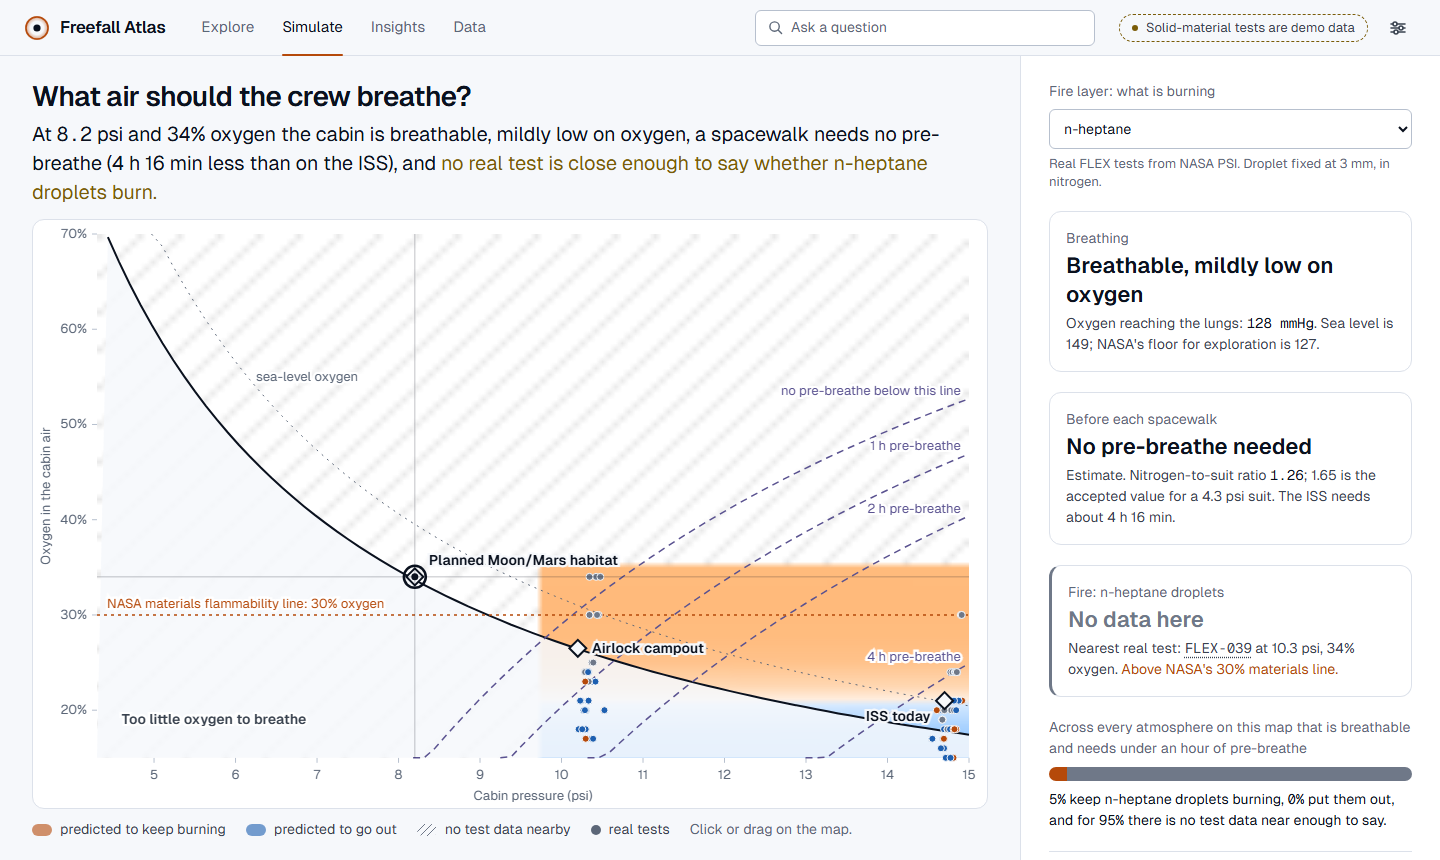 Freefall Atlas
Explore
Simulate
Insights
Data
Ask a question
Solid-material tests are demo data
What air should the crew breathe?
At 8.2 psi and 34% oxygen the cabin is breathable, mildly low on oxygen, a spacewalk needs no pre-
breathe (4 h 16 min less than on the ISS), and no real test is close enough to say whether n-heptane
droplets burn.
70%
60%
50%
40%
30%
20%
Oxygen in the cabin air
sea-level oxygen
no pre-breathe below this line
1 h pre-breathe
2 h pre-breathe
Planned Moon/Mars habitat
NASA materials flammability line: 30% oxygen
Airlock campout
4 h pre-breathe
ISS today
Too little oxygen to breathe
5
6
7
8
9
10
11
12
13
14
15
Cabin pressure (psi)
predicted to keep burning
predicted to go out
no test data nearby
real tests
Click or drag on the map.
Fire layer: what is burning
n-heptane
Real FLEX tests from NASA PSI. Droplet fixed at 3 mm, in
nitrogen.
Breathing
Breathable, mildly low on
oxygen
Oxygen reaching the lungs: 128 mmHg. Sea level is
149; NASA's floor for exploration is 127.
Before each spacewalk
No pre-breathe needed
Estimate. Nitrogen-to-suit ratio 1.26; 1.65 is the
accepted value for a 4.3 psi suit. The ISS needs
about 4 h 16 min.
Fire: n-heptane droplets
No data here
Nearest real test: FLEX-039 at 10.3 psi, 34%
oxygen. Above NASA's 30% materials line.
Across every atmosphere on this map that is breathable
and needs under an hour of pre-breathe
5% keep n-heptane droplets burning, 0% put them out,
and for 95% there is no test data near enough to say.